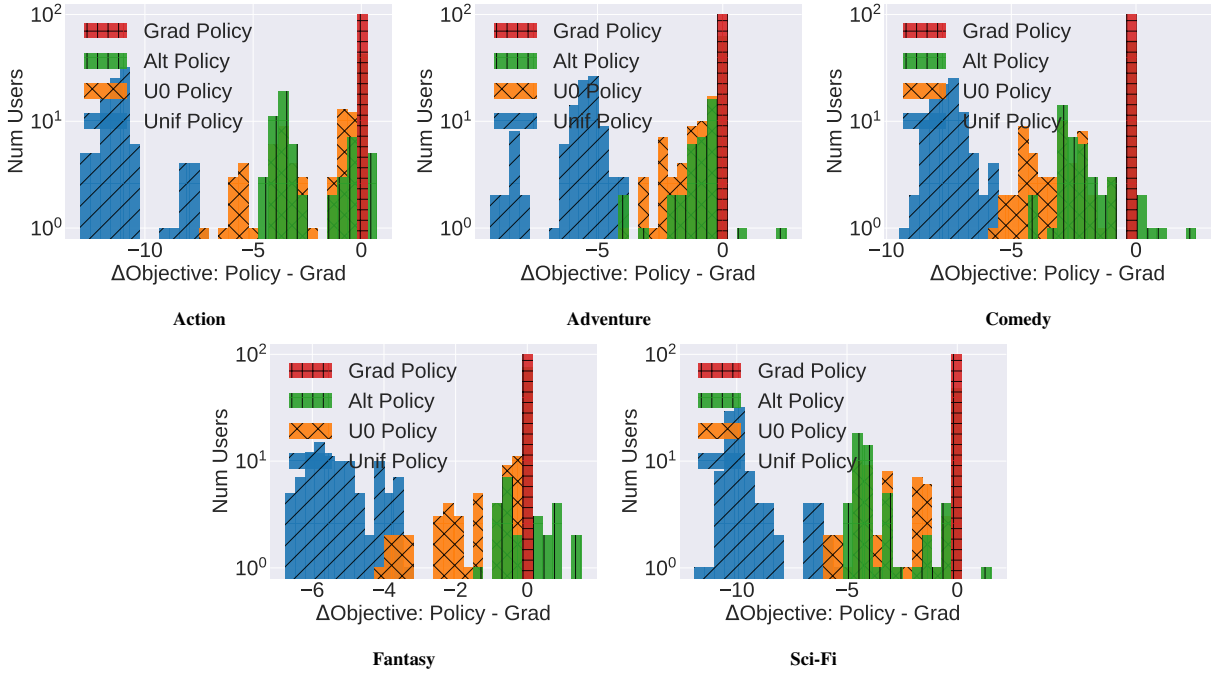 Num Users
10²
10¹
10⁰
Grad Policy
Alt Policy
U0 Policy
Unif Policy
−10
−5
0
ΔObjective: Policy - Grad
Action
Num Users
10²
10¹
10⁰
Grad Policy
Alt Policy
U0 Policy
Unif Policy
−5
0
ΔObjective: Policy - Grad
Adventure
Num Users
10²
10¹
10⁰
Grad Policy
Alt Policy
U0 Policy
Unif Policy
−10
−5
0
ΔObjective: Policy - Grad
Comedy
Num Users
10²
10¹
10⁰
Grad Policy
Alt Policy
U0 Policy
Unif Policy
−6
−4
−2
0
ΔObjective: Policy - Grad
Fantasy
Num Users
10²
10¹
10⁰
Grad Policy
Alt Policy
U0 Policy
Unif Policy
−10
−5
0
ΔObjective: Policy - Grad
Sci-Fi